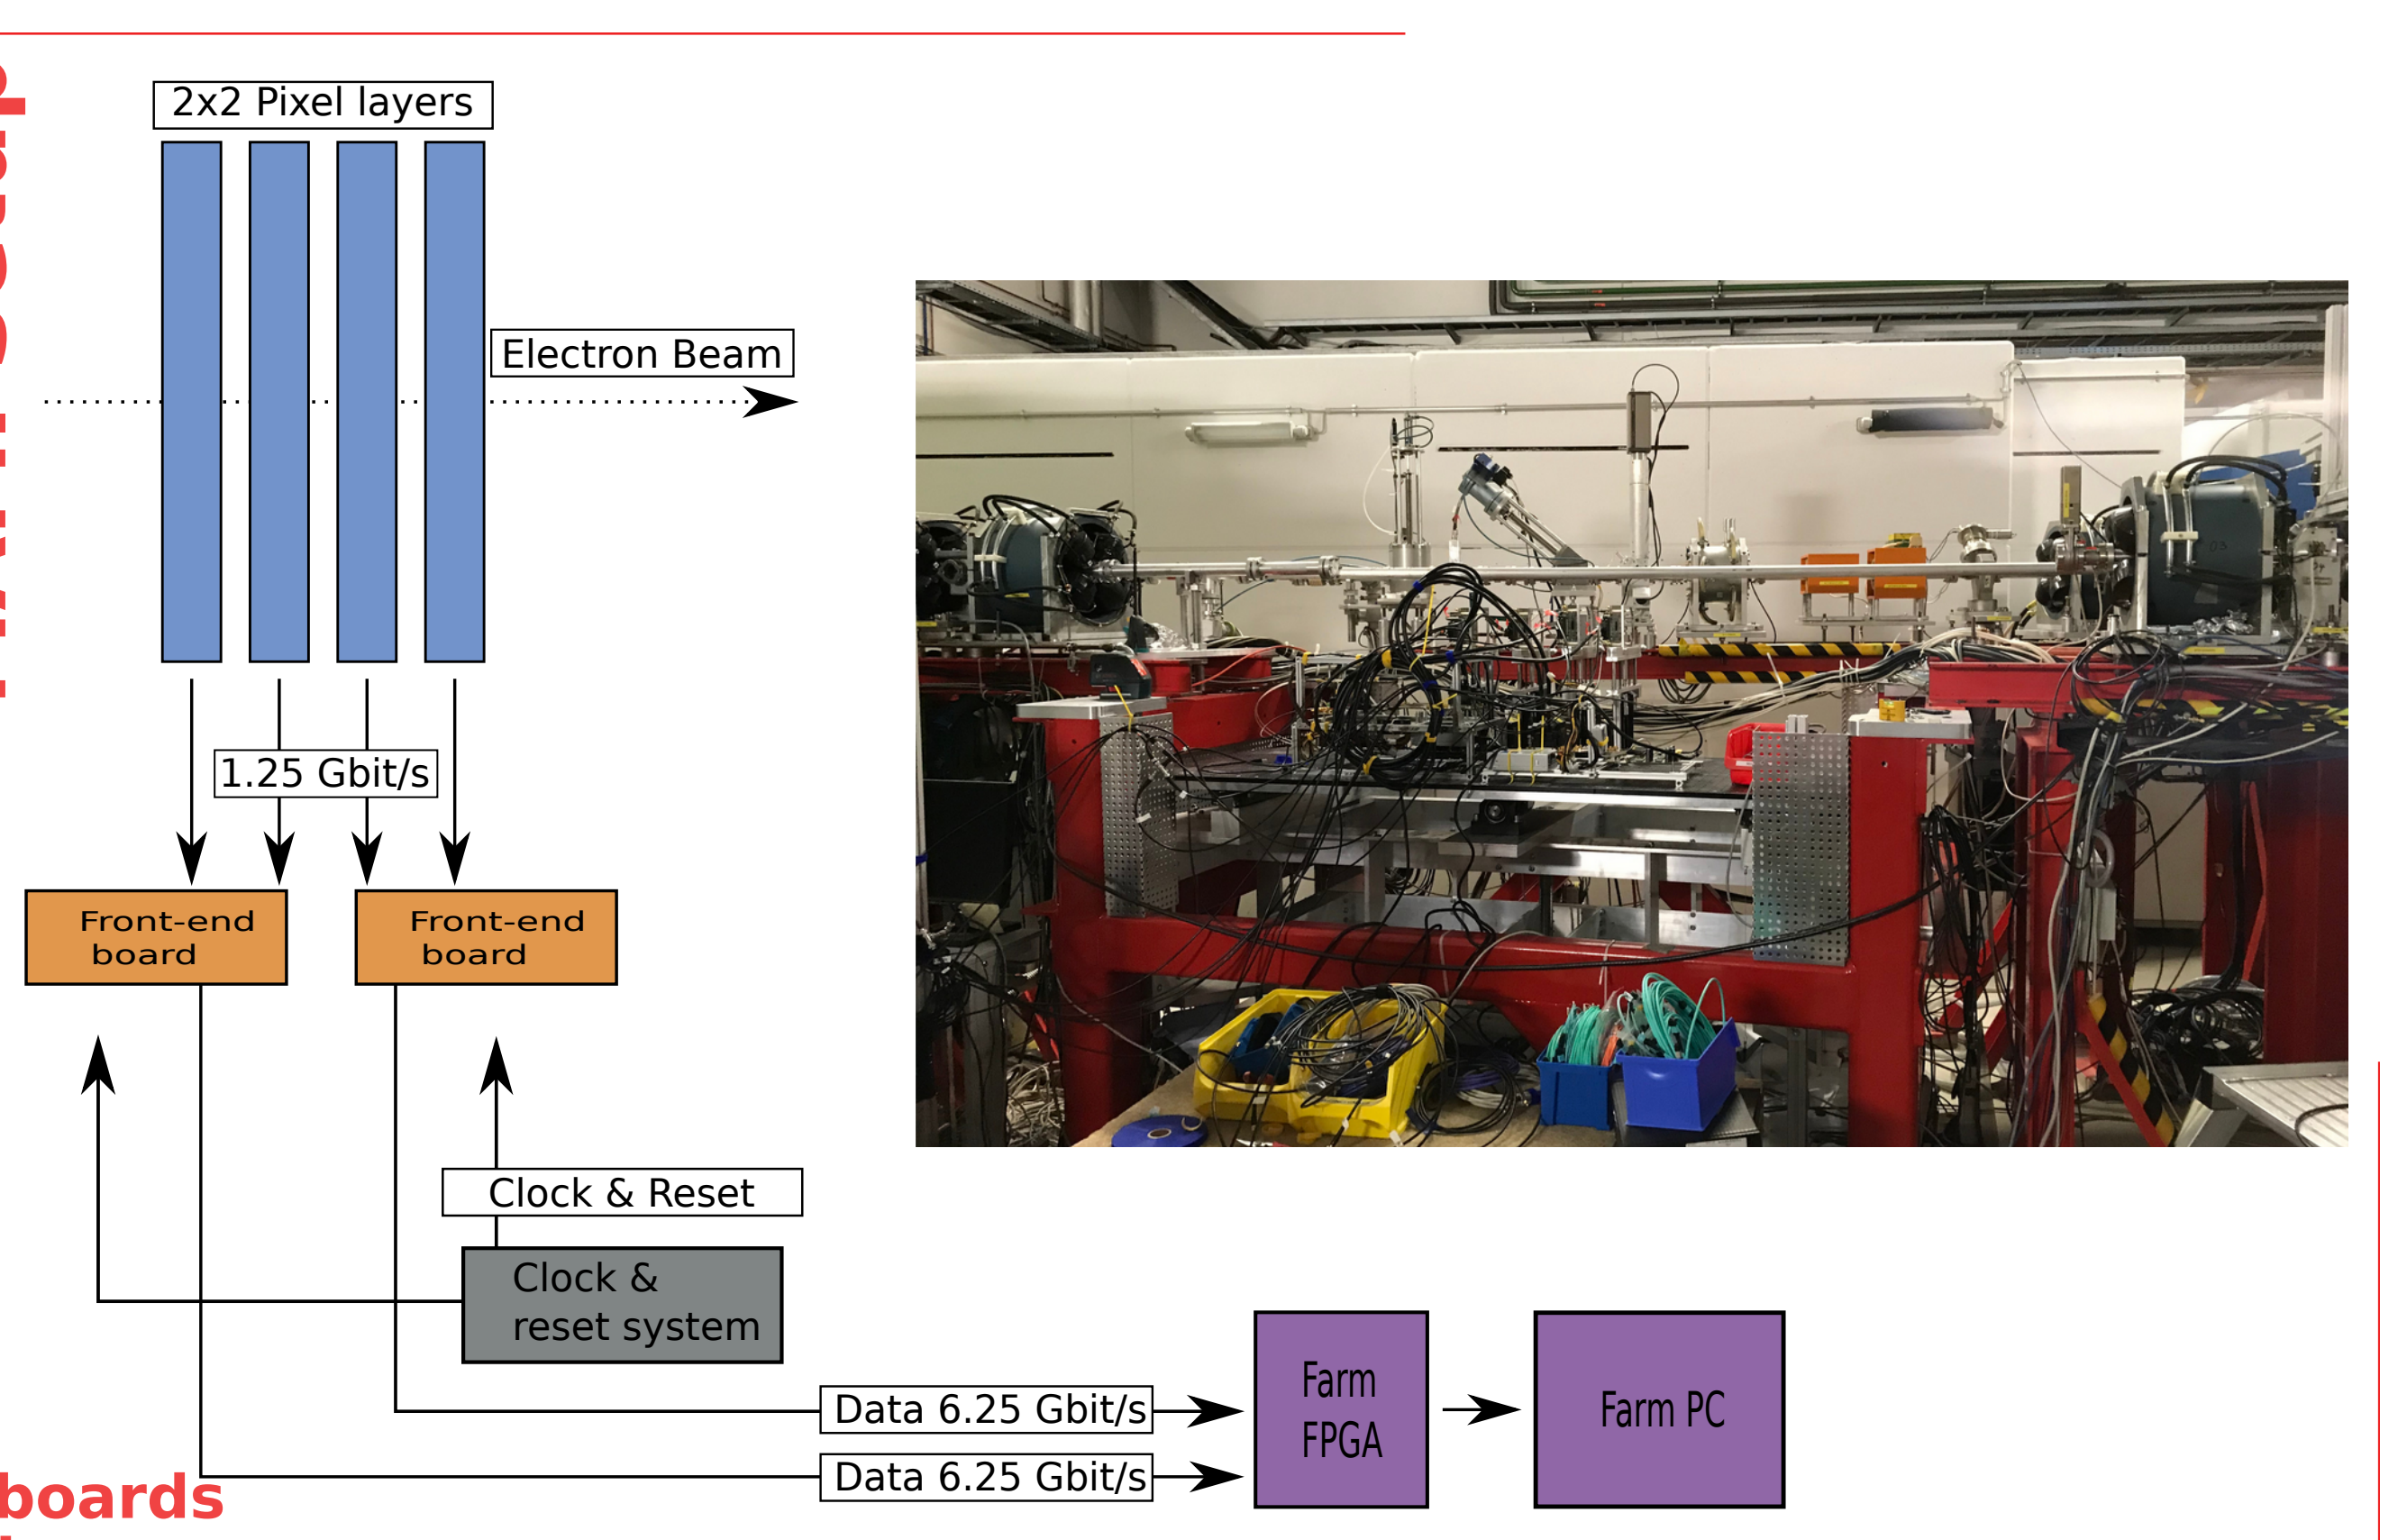 2x2 Pixel layers
Electron Beam
1.25 Gbit/s
Front-end
board
Front-end
board
Clock & Reset
Clock &
reset system
Data 6.25 Gbit/s
Data 6.25 Gbit/s
Farm
FPGA
Farm PC
boards